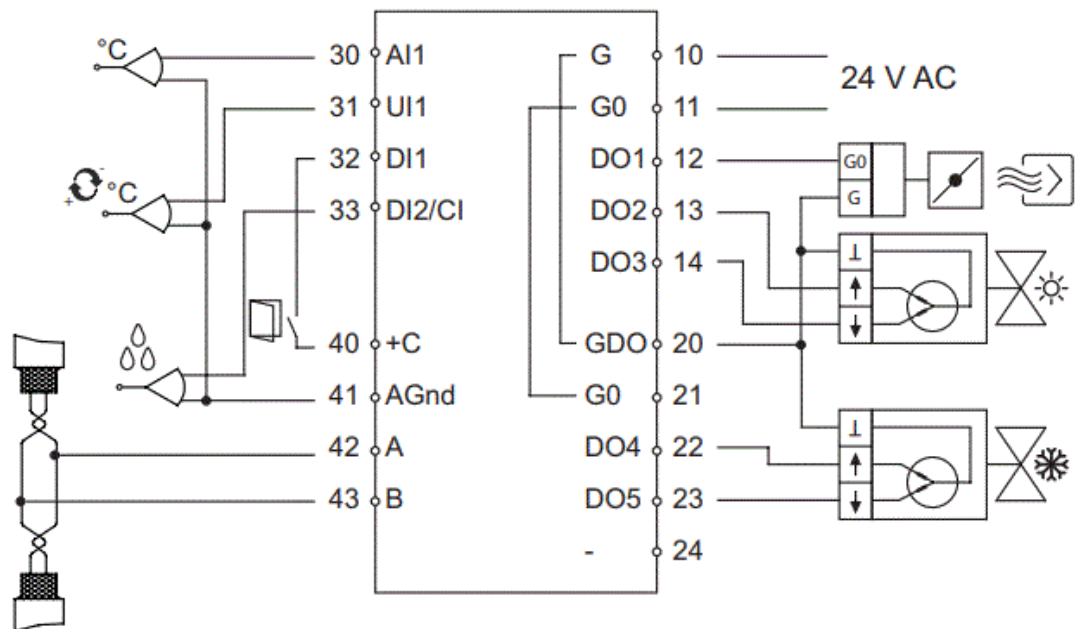 °C
30 AI1 G 10
24 V AC
31 UI1 G0 11
32 DI1 DO1 12 G0
- + °C
33 DI2/CI DO2 13 G
⊥
DO3 14 ↑
↓
40 +C GDO 20
41 AGnd G0 21
⊥
42 A DO4 22 ↑
43 B DO5 23 ↓
- 24